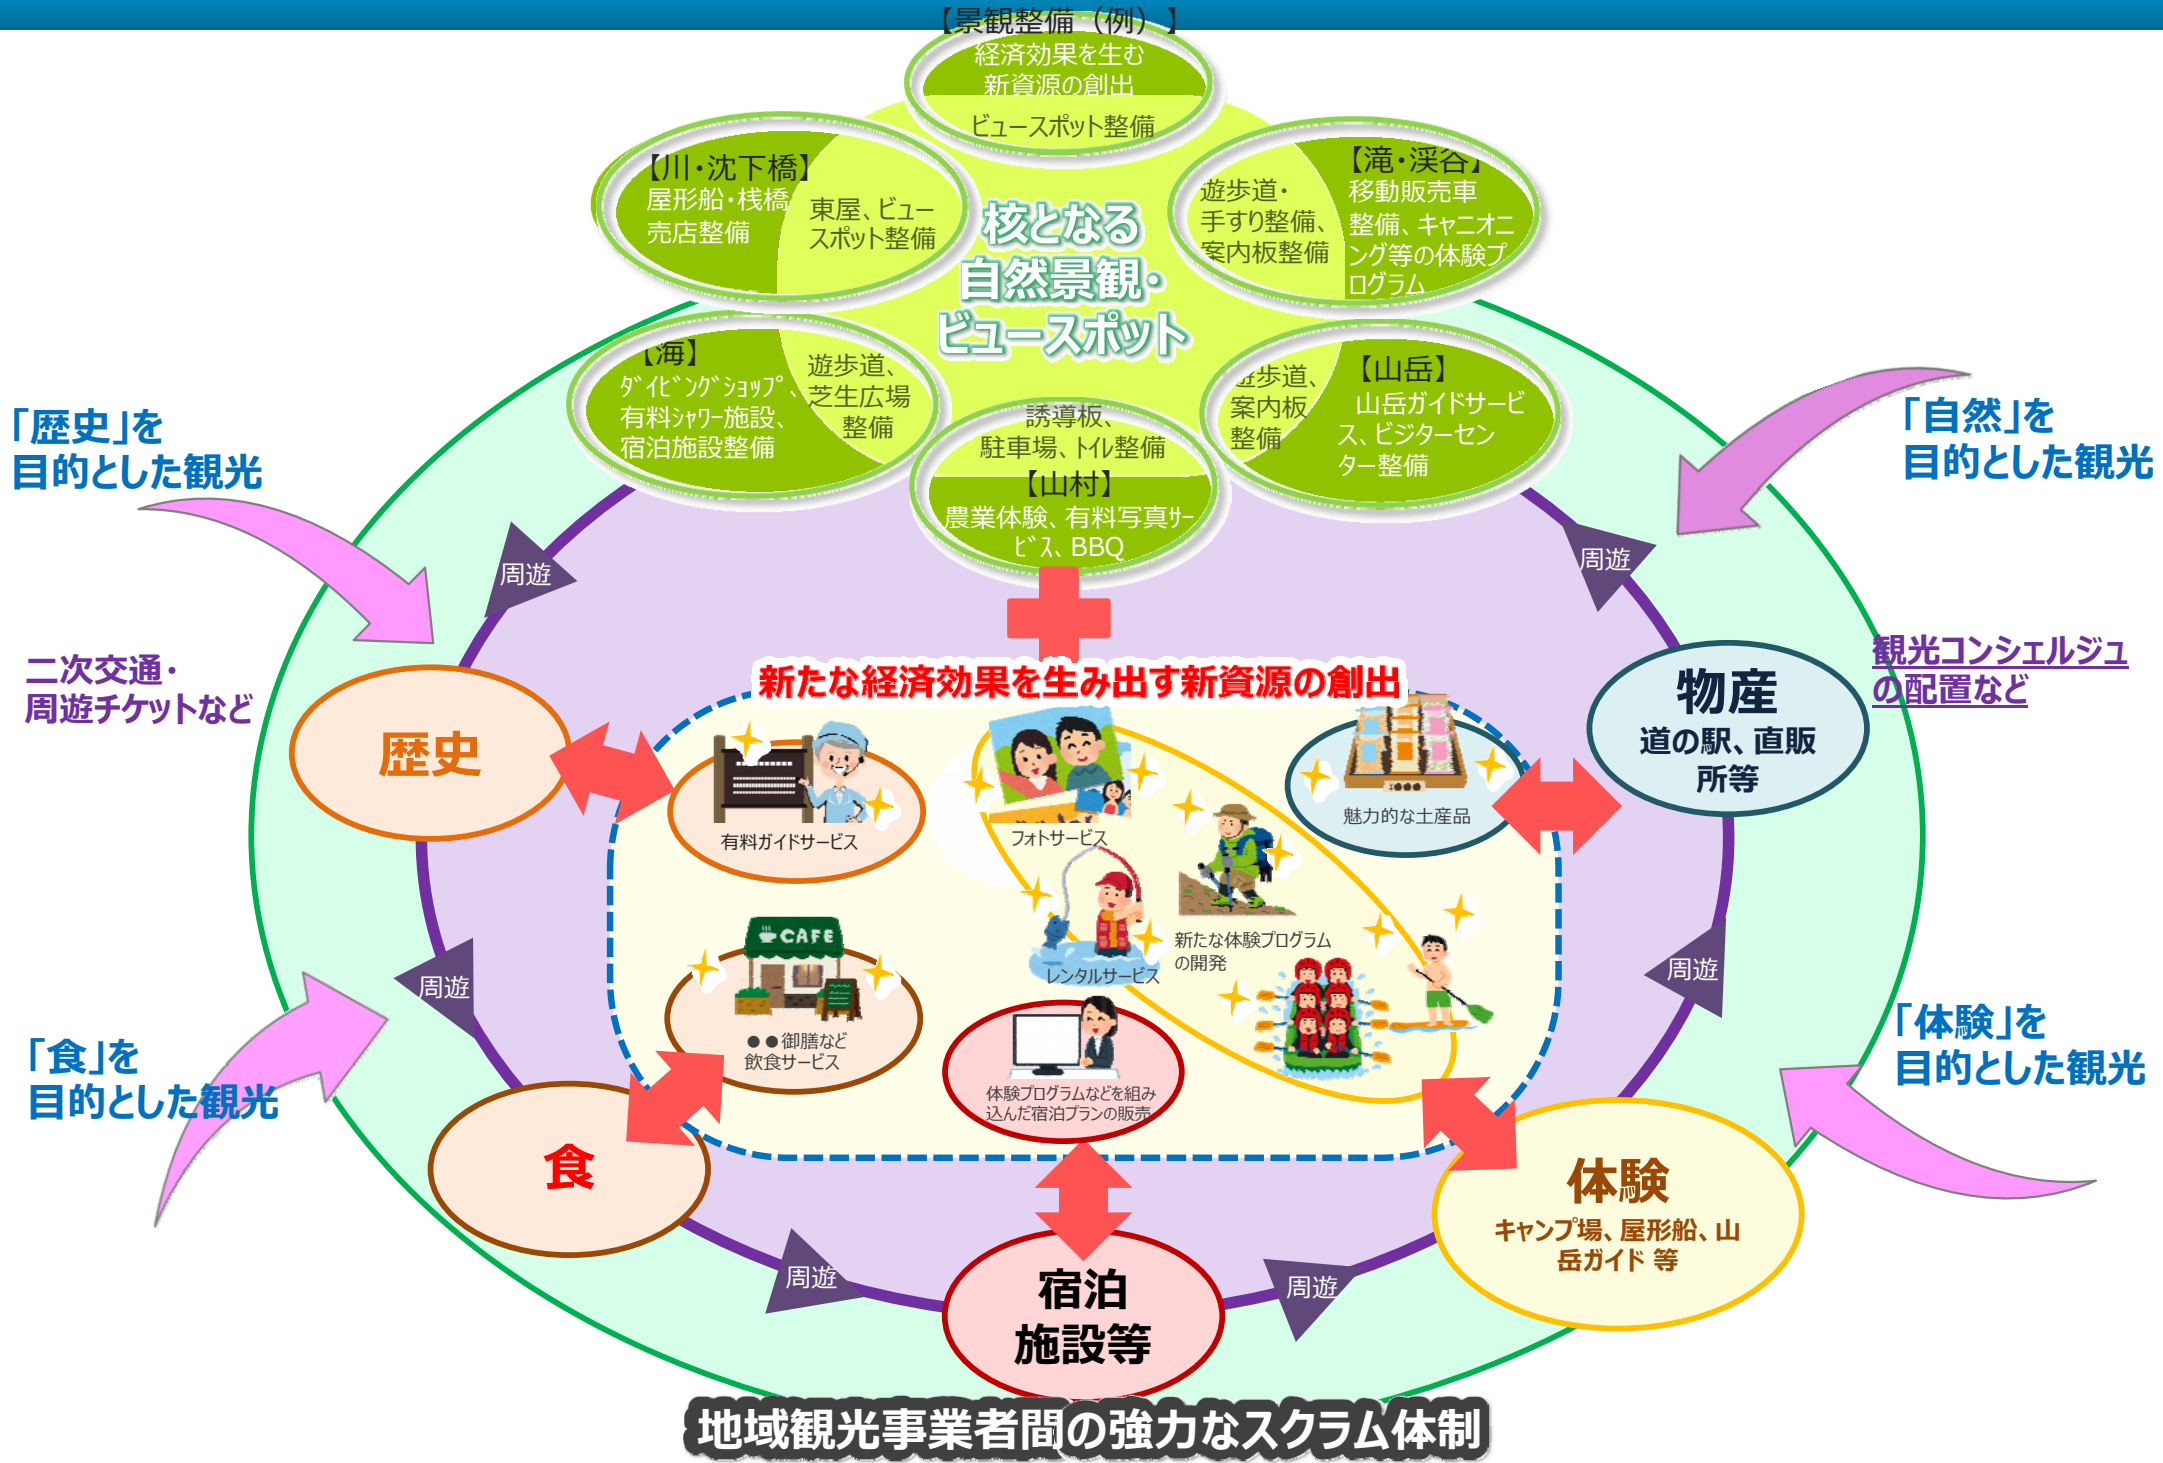 【景観整備（例）】
経済効果を生む
新資源の創出
ビュースポット整備
【川・沈下橋】
屋形船・桟橋
売店整備
東屋、ビュー
スポット整備
核となる
自然景観・
ビュースポット
遊歩道・
手すり整備、
案内板整備
【滝・渓谷】
移動販売車
整備、キャニオニ
ング等の体験プ
ログラム
【海】
ﾀﾞｲﾋﾞﾝｸﾞｼｮｯﾌﾟ、
有料ｼｬﾜｰ施設、
宿泊施設整備
遊歩道、
芝生広場
整備
遊歩道、
案内板
整備
【山岳】
山岳ガイドサービ
ス、ビジターセン
ター整備
誘導板、
駐車場、ﾄｲﾚ整備
【山村】
農業体験、有料写真ｻｰ
ﾋﾞｽ、BBQ
「歴史」を
目的とした観光
「自然」を
目的とした観光
周遊
周遊
二次交通・
周遊チケットなど
観光コンシェルジュ
の配置など
新たな経済効果を生み出す新資源の創出
歴史
物産
道の駅、直販
所等
有料ガイドサービス
フォトサービス
魅力的な土産品
CAFE
●●御膳など
飲食サービス
レンタルサービス
新たな体験プログラム
の開発
体験プログラムなどを組み
込んだ宿泊プランの販売
周遊
周遊
「食」を
目的とした観光
「体験」を
目的とした観光
食
体験
キャンプ場、屋形船、山
岳ガイド 等
周遊
周遊
宿泊
施設等
地域観光事業者間の強力なスクラム体制